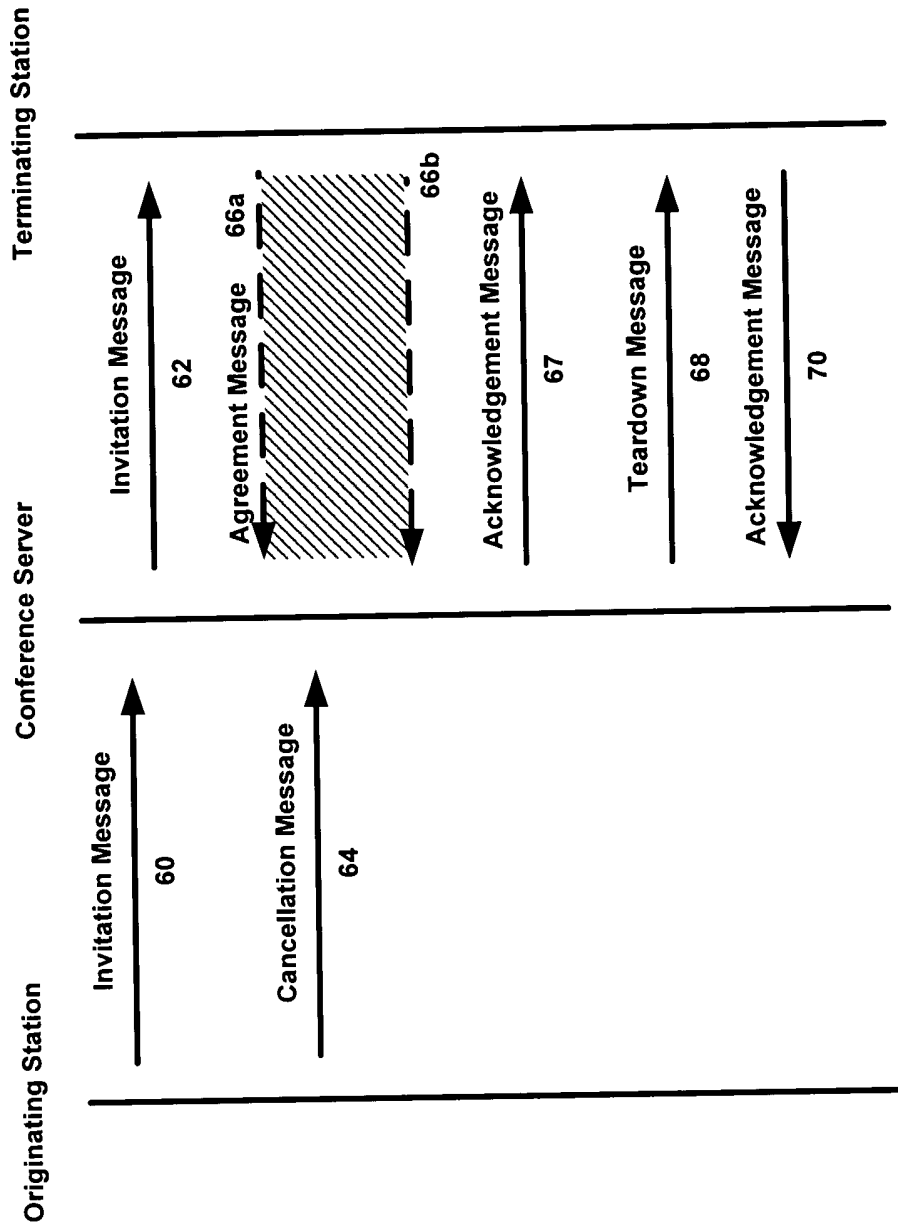 Originating Station
Conference Server
Terminating Station
Invitation Message
60
Invitation Message
62
Agreement Message
66a
Cancellation Message
64
66b
Acknowledgement Message
67
Teardown Message
68
Acknowledgement Message
70